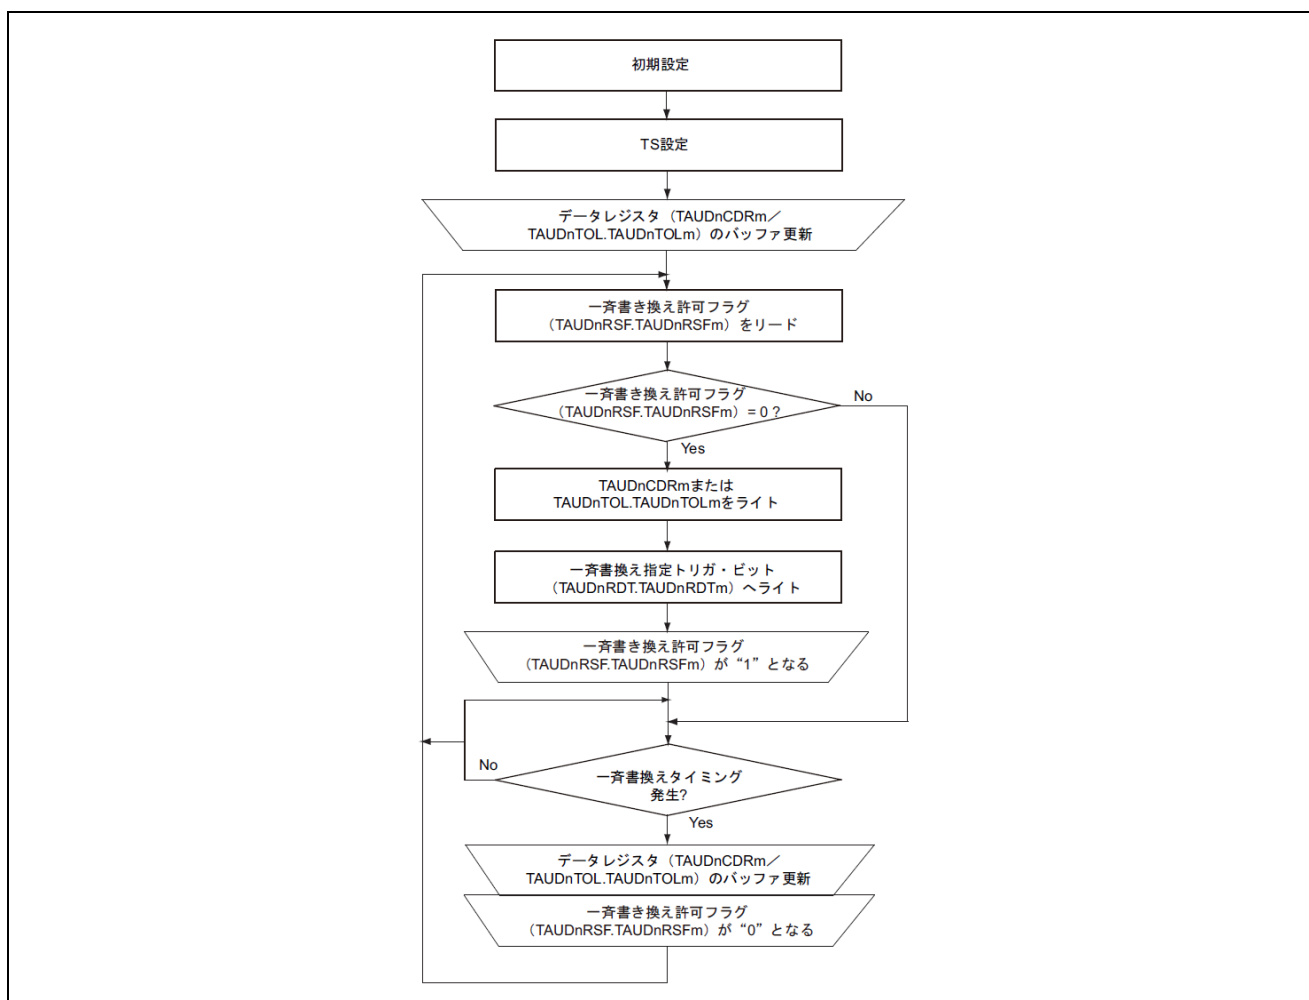 初期設定
TS設定
データレジスタ（TAUDnCDRm／
TAUDnTOL.TAUDnTOLm）のバッファ更新
一斉書き換え許可フラグ
（TAUDnRSF.TAUDnRSFm）をリード
一斉書き換え許可フラグ
（TAUDnRSF.TAUDnRSFm）= 0 ?
No
Yes
TAUDnCDRmまたは
TAUDnTOL.TAUDnTOLmをライト
一斉書換え指定トリガ・ビット
（TAUDnRDT.TAUDnRDTm）へライト
一斉書き換え許可フラグ
（TAUDnRSF.TAUDnRSFm）が“1”となる
No
一斉書換えタイミング
発生?
Yes
データレジスタ（TAUDnCDRm／
TAUDnTOL.TAUDnTOLm）のバッファ更新
一斉書き換え許可フラグ
（TAUDnRSF.TAUDnRSFm）が“0”となる